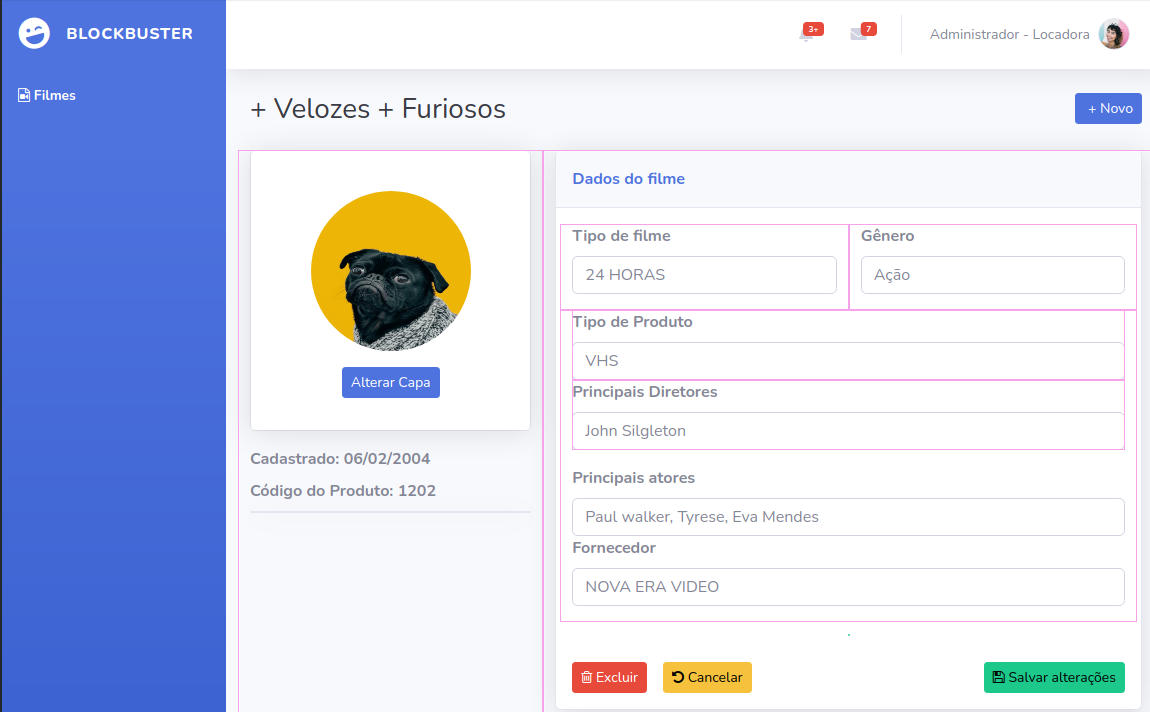 BLOCKBUSTER
3+
7
Administrador - Locadora
Filmes
+ Velozes + Furiosos
+ Novo
Alterar Capa
Cadastrado: 06/02/2004
Código do Produto: 1202
Dados do filme
Tipo de filme
Gênero
24 HORAS
Ação
Tipo de Produto
VHS
Principais Diretores
John Silgleton
Principais atores
Paul walker, Tyrese, Eva Mendes
Fornecedor
NOVA ERA VIDEO
Excluir
Cancelar
Salvar alterações